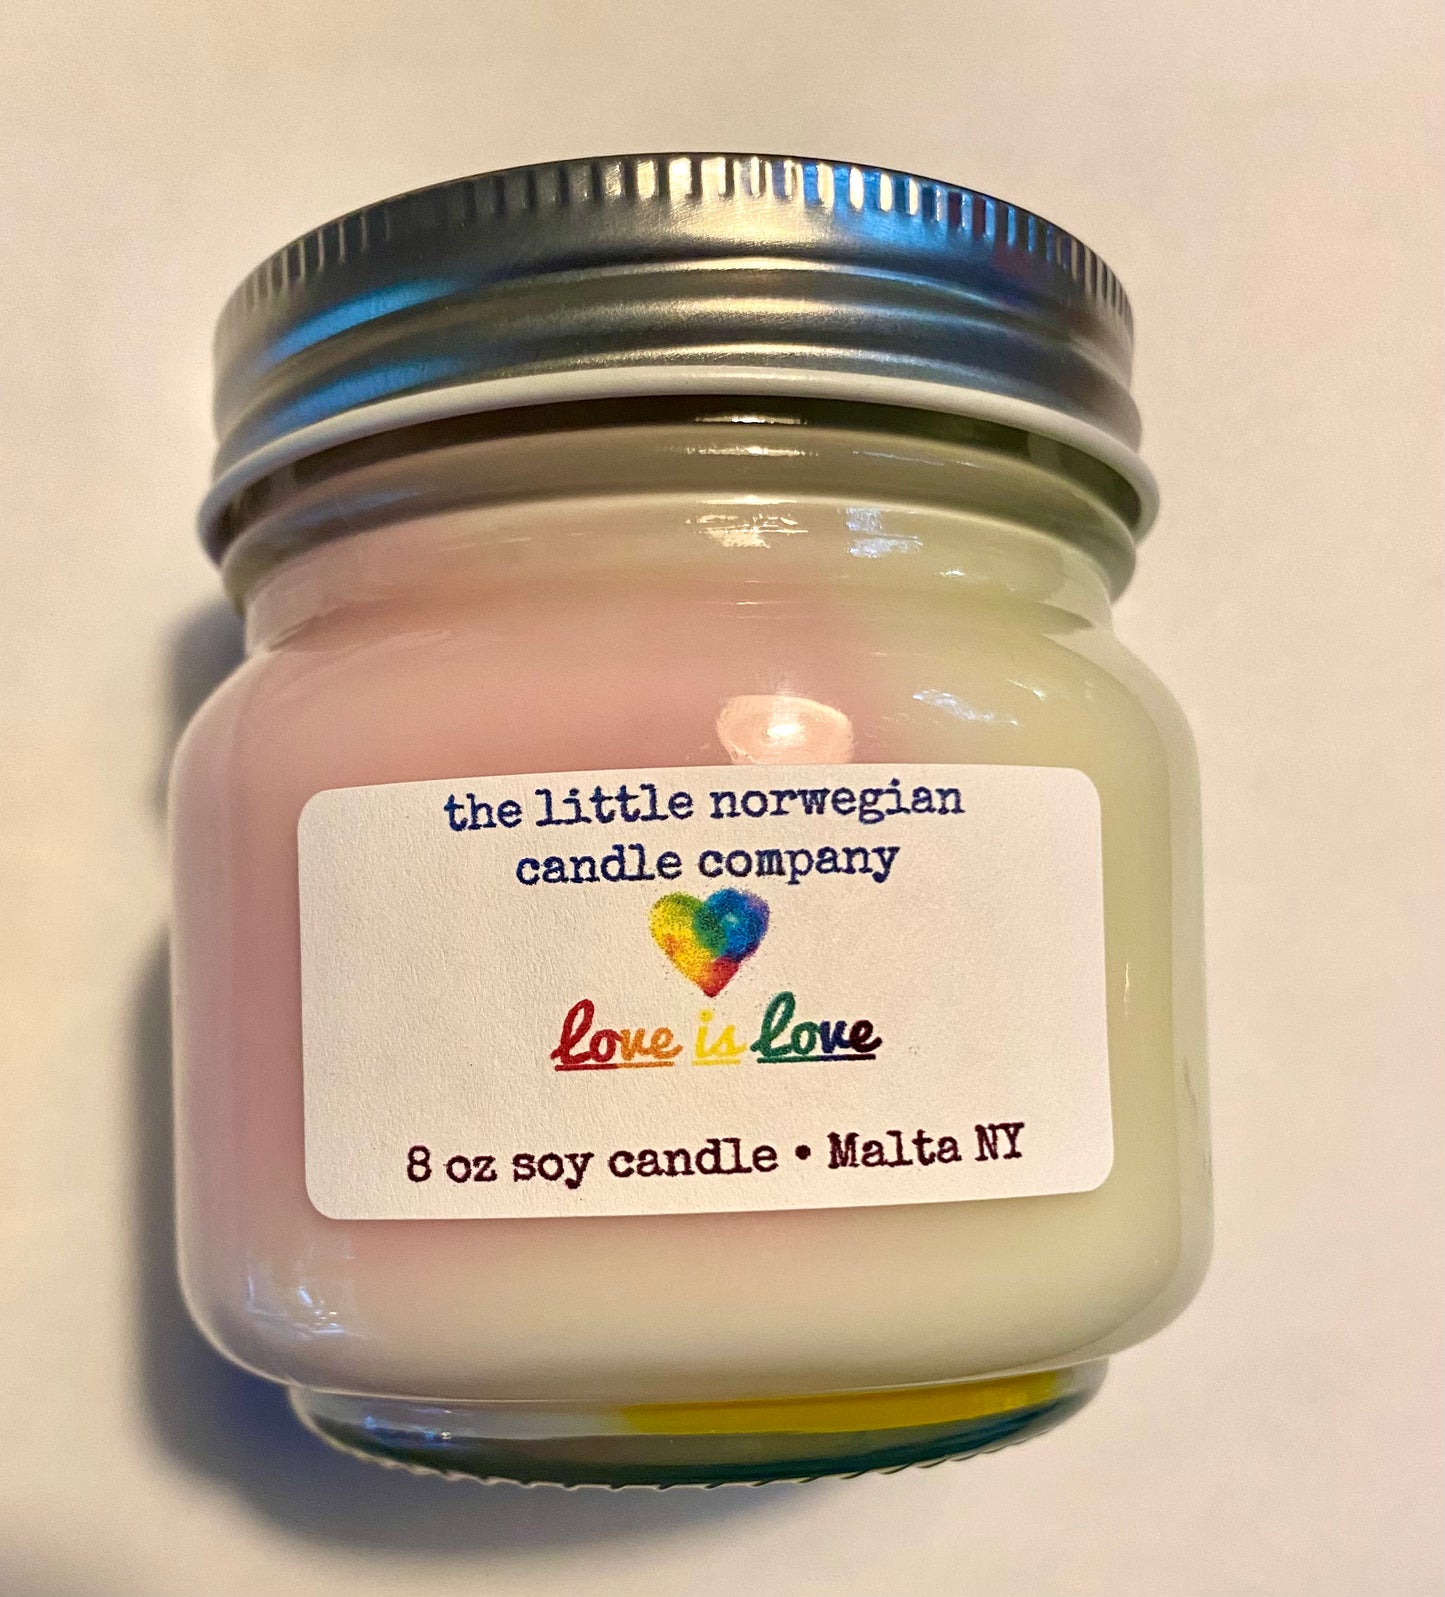 the little norwegian
candle company
love is love
8 oz soy candle • Malta NY